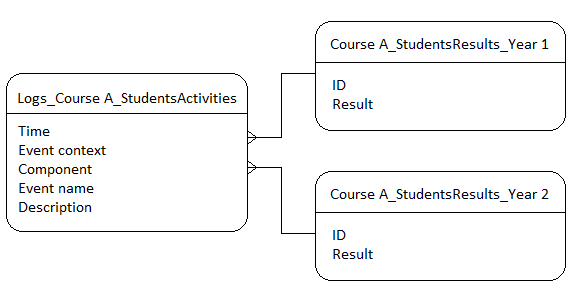 Logs_Course A_StudentsActivities
Time
Event context
Component
Event name
Description
Course A_StudentsResults_Year 1
ID
Result
Course A_StudentsResults_Year 2
ID
Result